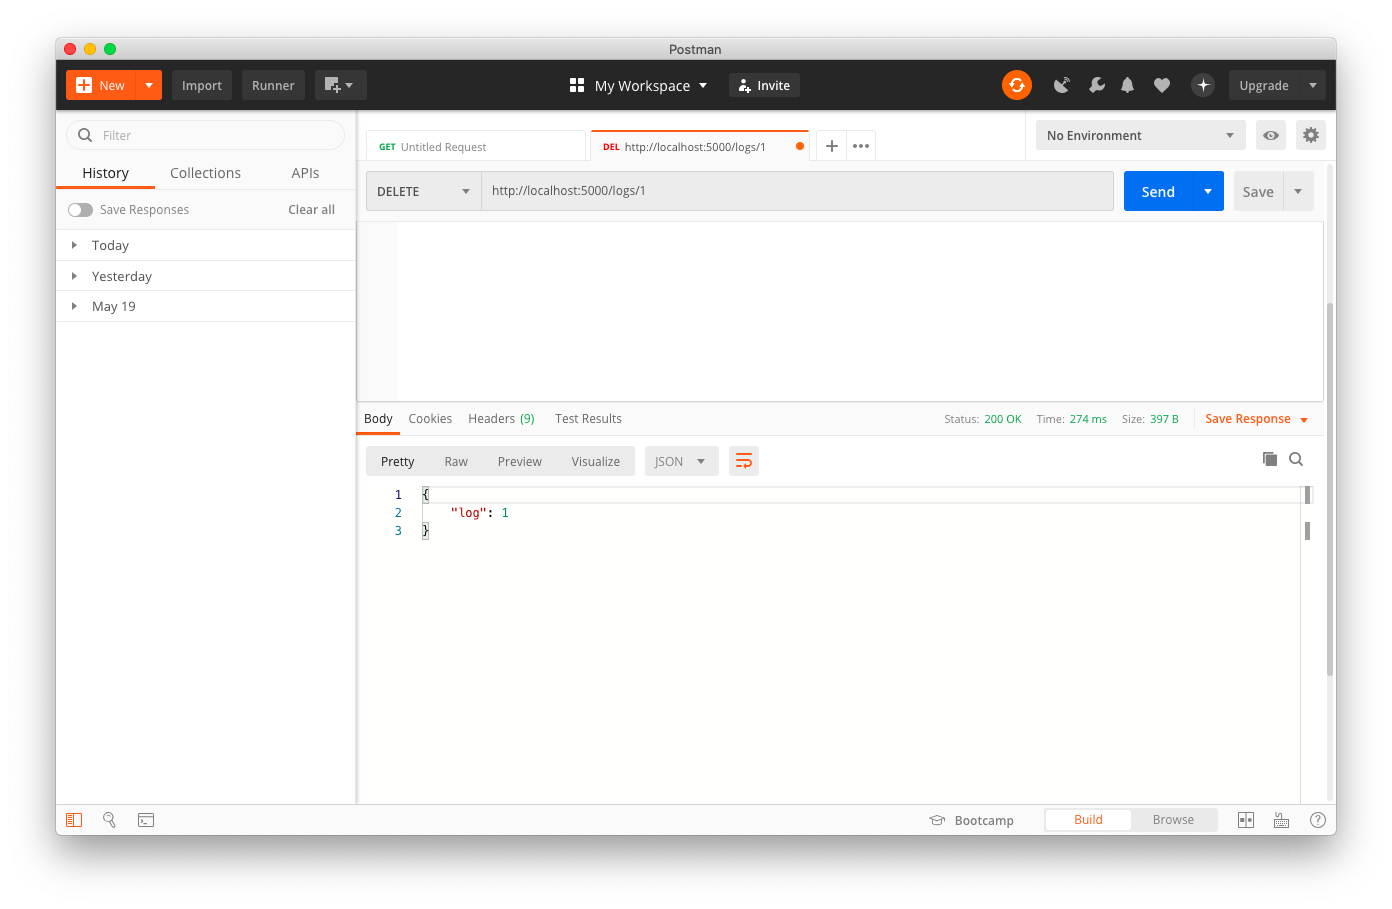 Postman
New
Import
Runner
My Workspace
Invite
Upgrade
Filter
History
Collections
APIs
Save Responses
Clear all
Today
Yesterday
May 19
GET Untitled Request
DEL http://localhost:5000/logs/1
No Environment
DELETE
http://localhost:5000/logs/1
Send
Save
Body
Cookies
Headers (9)
Test Results
Status: 200 OK
Time: 274 ms
Size: 397 B
Save Response
Pretty
Raw
Preview
Visualize
JSON
1 {
2 "log": 1
3 }
Bootcamp
Build
Browse